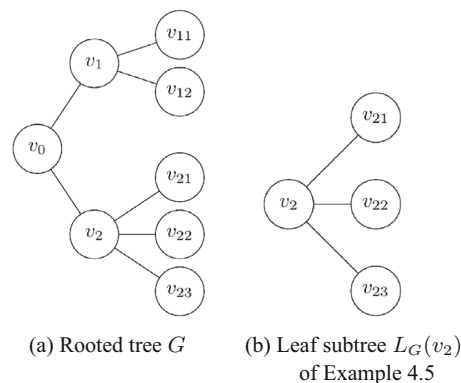 v₁₁
v₁
v₁₂
v₀
v₂₁
v₂
v₂₂
v₂₃
(a) Rooted tree G
v₂₁
v₂
v₂₂
v₂₃
(b) Leaf subtree L_G(v₂)
of Example 4.5